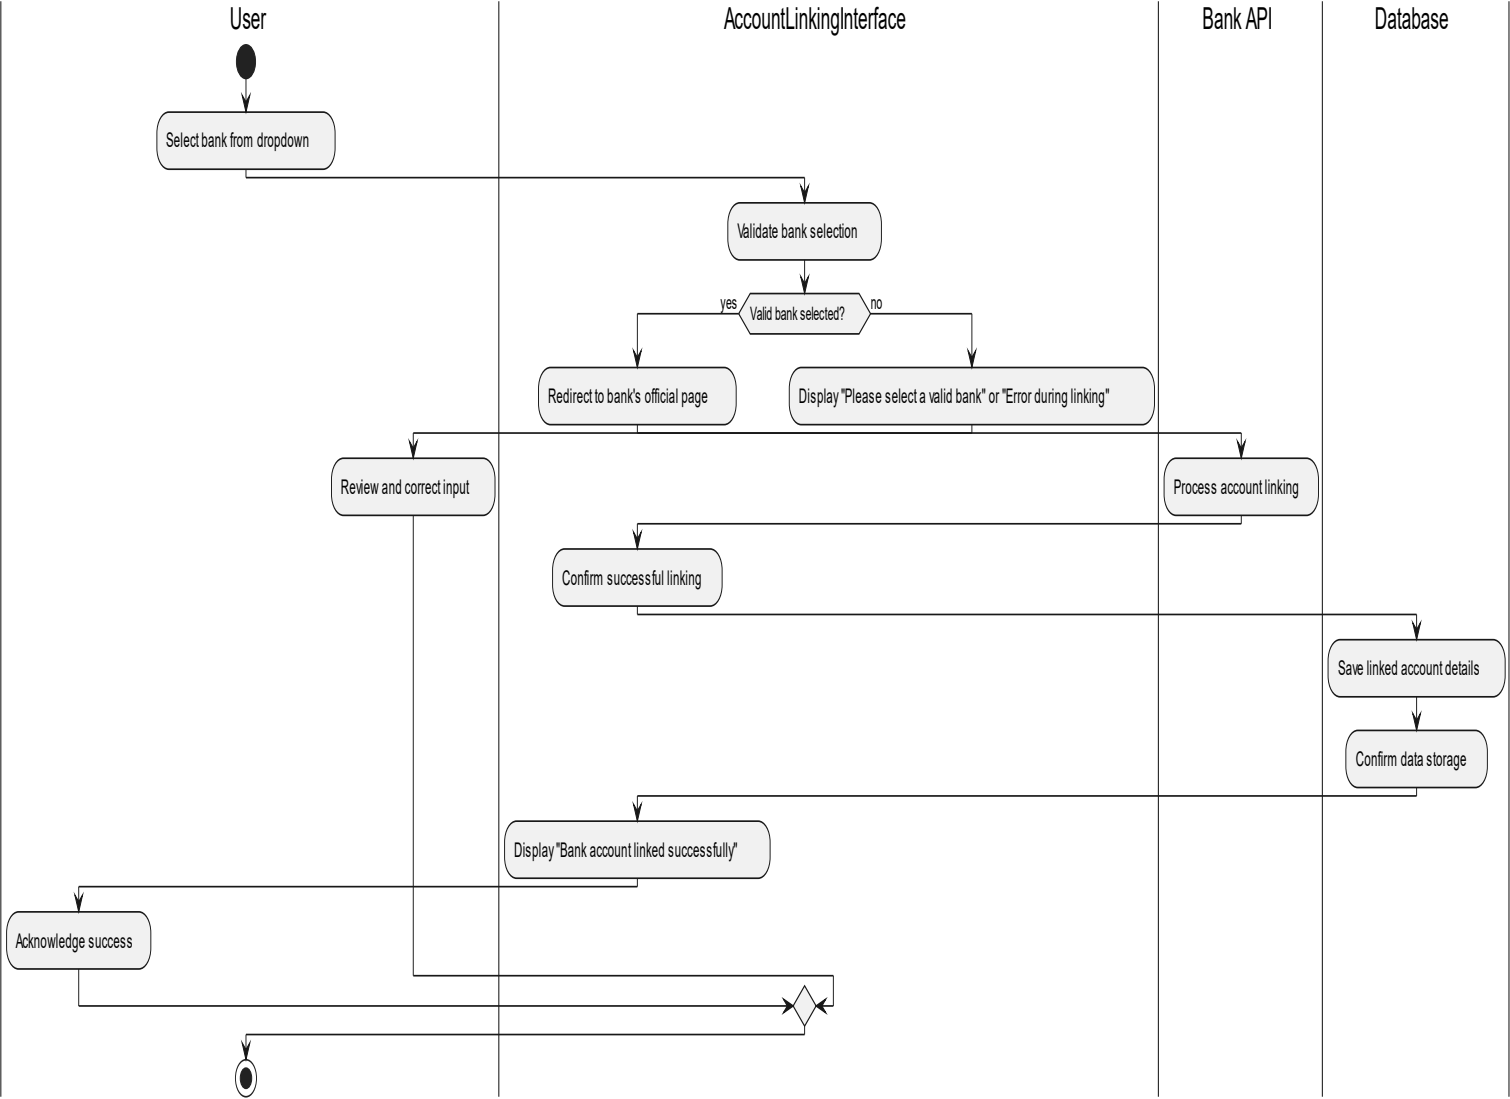 User
AccountLinkingInterface
Bank API
Database
Select bank from dropdown
Validate bank selection
yes
Valid bank selected?
no
Redirect to bank's official page
Display "Please select a valid bank" or "Error during linking"
Review and correct input
Process account linking
Confirm successful linking
Save linked account details
Confirm data storage
Display "Bank account linked successfully"
Acknowledge success